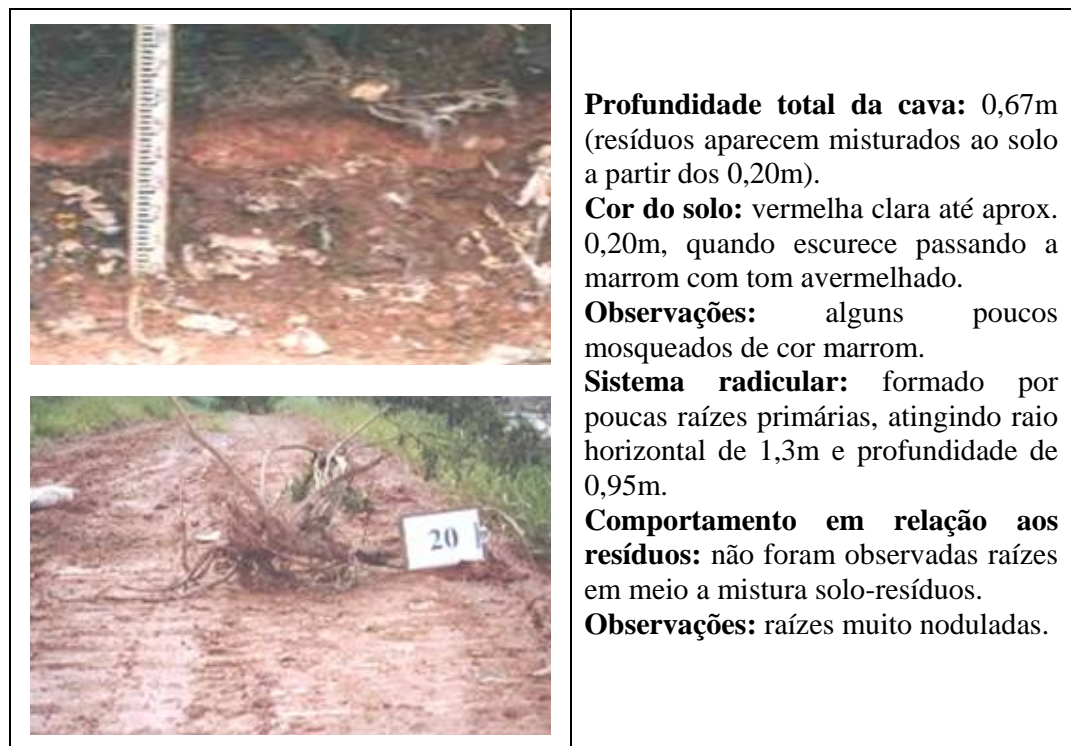 Profundidade total da cava: 0,67m
(resíduos aparecem misturados ao solo
a partir dos 0,20m).
Cor do solo: vermelha clara até aprox.
0,20m, quando escurece passando a
marrom com tom avermelhado.
Observações: alguns poucos
mosqueados de cor marrom.
Sistema radicular: formado por
poucas raízes primárias, atingindo raio
horizontal de 1,3m e profundidade de
0,95m.
Comportamento em relação aos
resíduos: não foram observadas raízes
em meio a mistura solo-resíduos.
Observações: raízes muito noduladas.
20